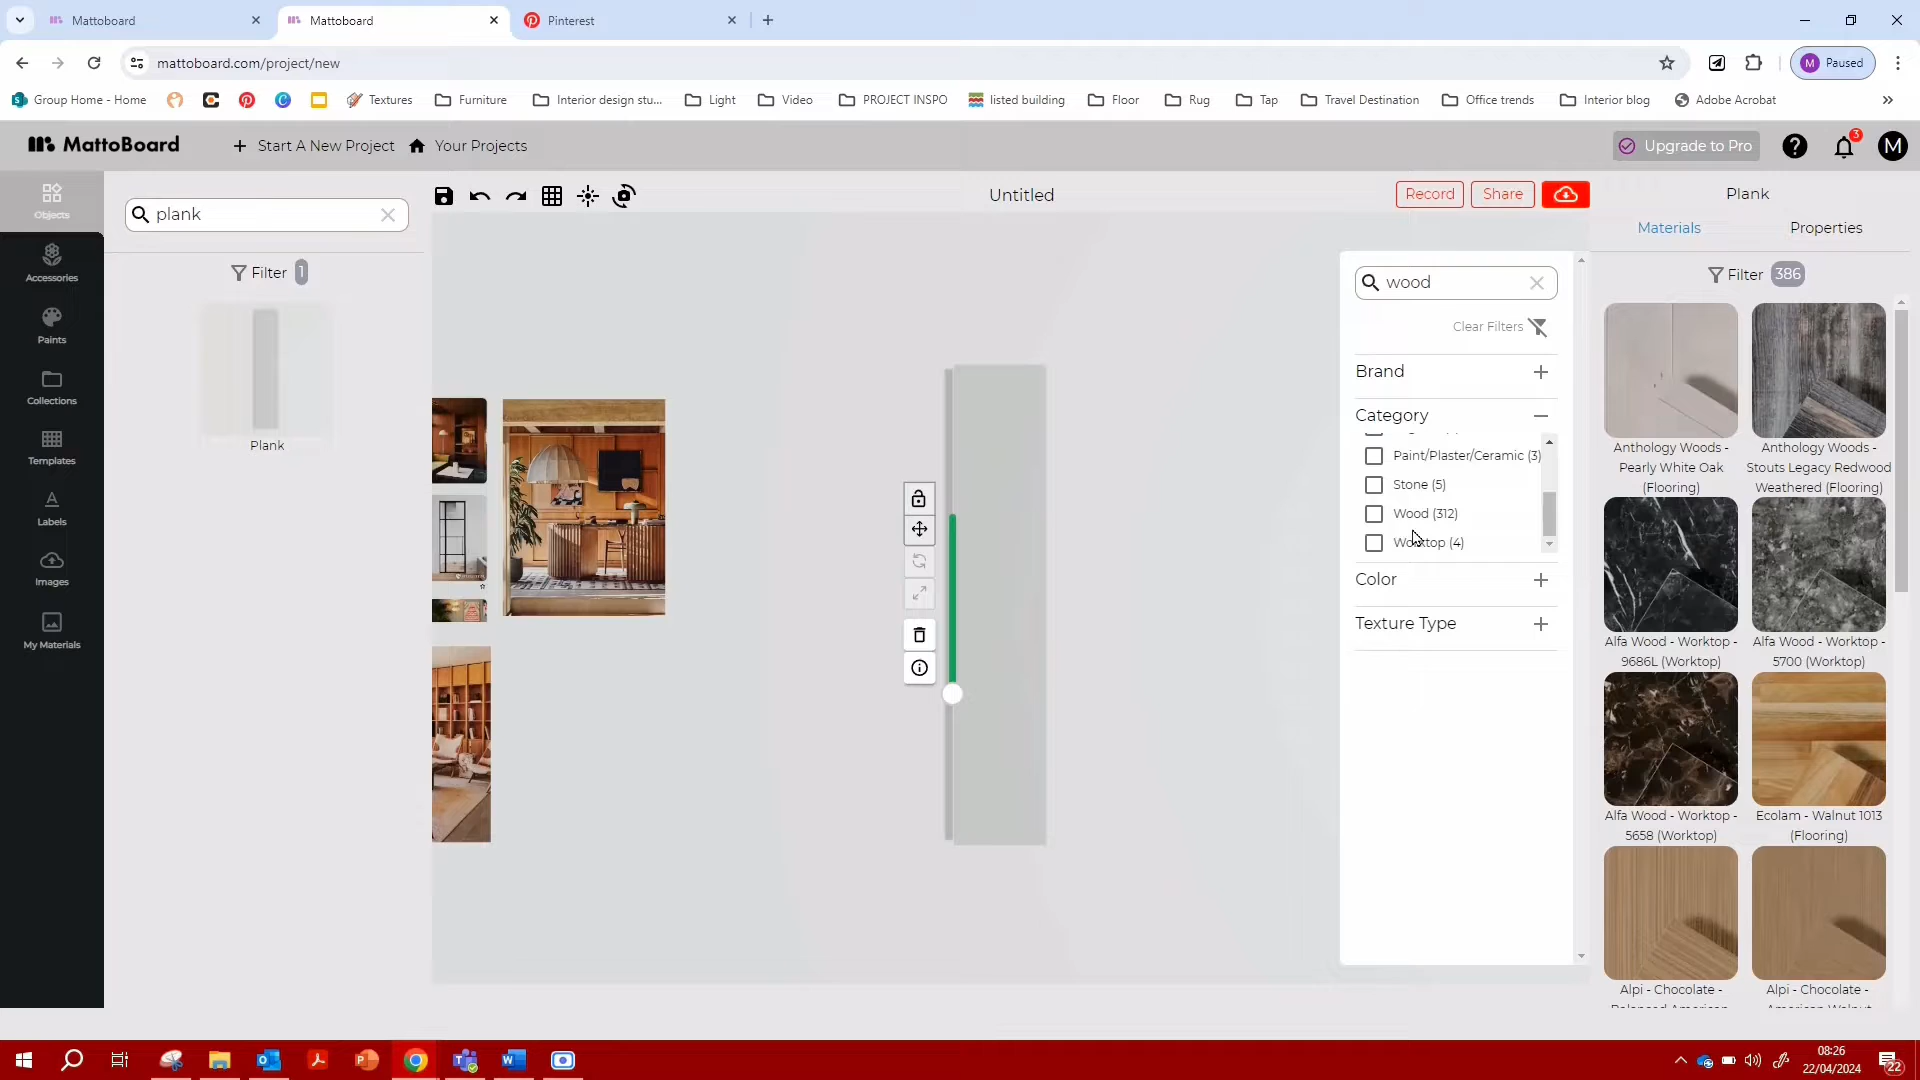 Mattoboard
Mattoboard
Pinterest
mattoboard.com/project/new
M Paused
Group Home - Home
Textures
Furniture
Interior design stu...
Light
Video
PROJECT INSPO
listed building
Floor
Rug
Tap
Travel Destination
Office trends
Interior blog
Adobe Acrobat
MattoBoard
Start A New Project
Your Projects
Upgrade to Pro
3
M
Objects
Accessories
Paints
Collections
Templates
Labels
Images
My Materials
plank
Filter 1
Plank
Untitled
Record
Share
wood
Clear Filters
Brand
Category
Paint/Plaster/Ceramic (3)
Stone (5)
Wood (312)
Worktop (4)
Color
Texture Type
Plank
Materials
Properties
Filter 386
Anthology Woods -
Pearly White Oak
(Flooring)
Anthology Woods -
Stouts Legacy Redwood
Weathered (Flooring)
Alfa Wood - Worktop -
9686L (Worktop)
Alfa Wood - Worktop -
5700 (Worktop)
Alfa Wood - Worktop -
5658 (Worktop)
Ecolam - Walnut 1013
(Flooring)
Alpi - Chocolate -
Alpi - Chocolate -
08:26
22/04/2024
22